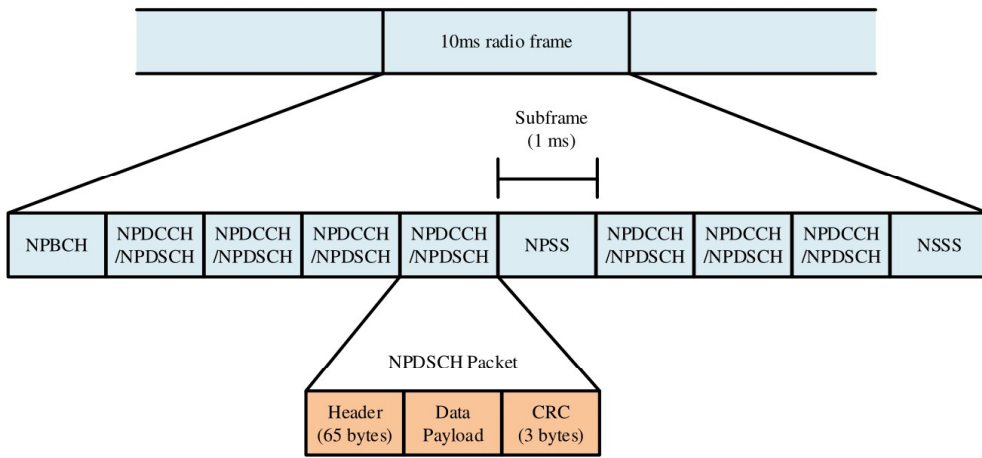 10ms radio frame
Subframe
(1 ms)
NPBCH
NPDCCH
/NPDSCH
NPDCCH
/NPDSCH
NPDCCH
/NPDSCH
NPDCCH
/NPDSCH
NPSS
NPDCCH
/NPDSCH
NPDCCH
/NPDSCH
NPDCCH
/NPDSCH
NSSS
NPDSCH Packet
Header
(65 bytes)
Data
Payload
CRC
(3 bytes)